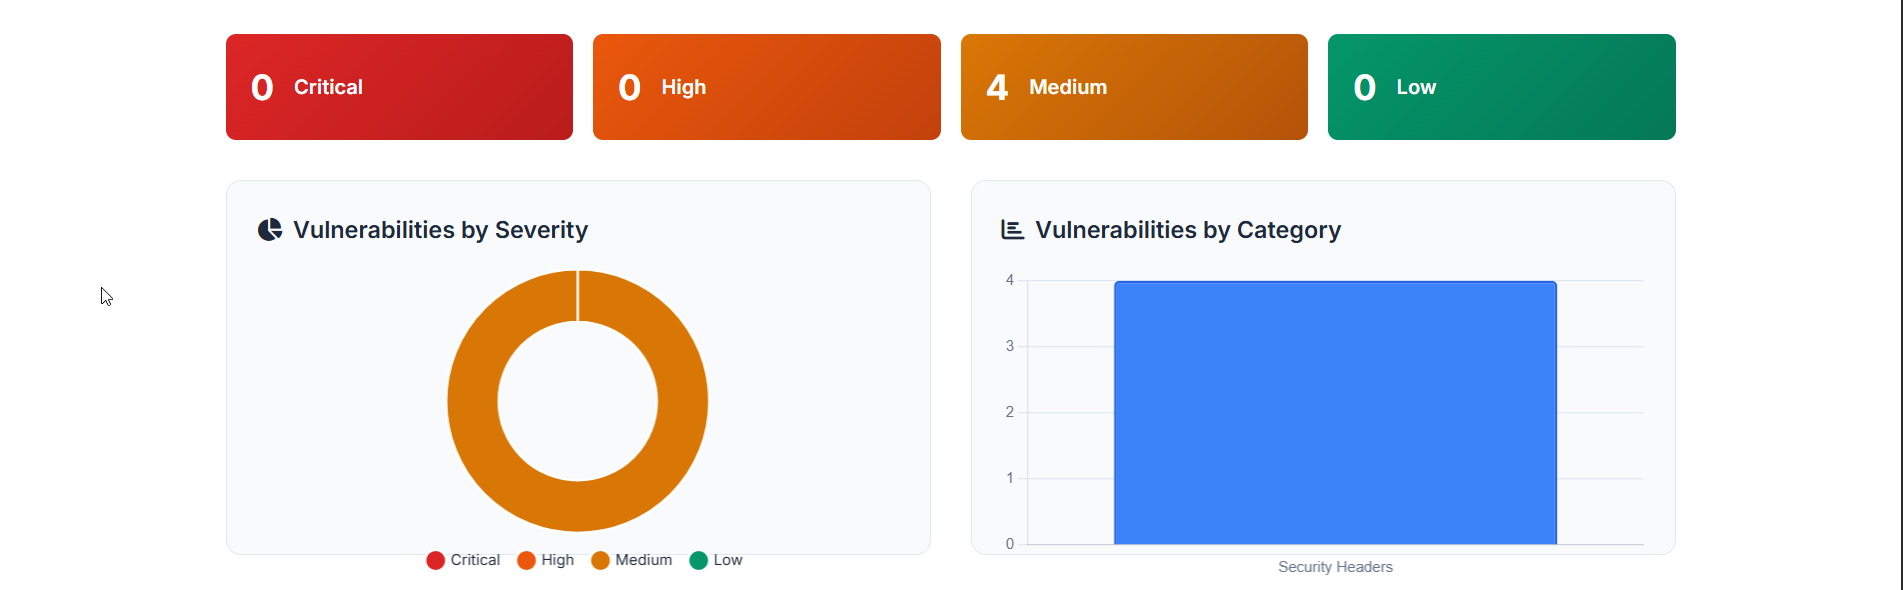 0 Critical
0 High
4 Medium
0 Low
Vulnerabilities by Severity
Critical High Medium Low
Vulnerabilities by Category
4
3
2
1
0
Security Headers